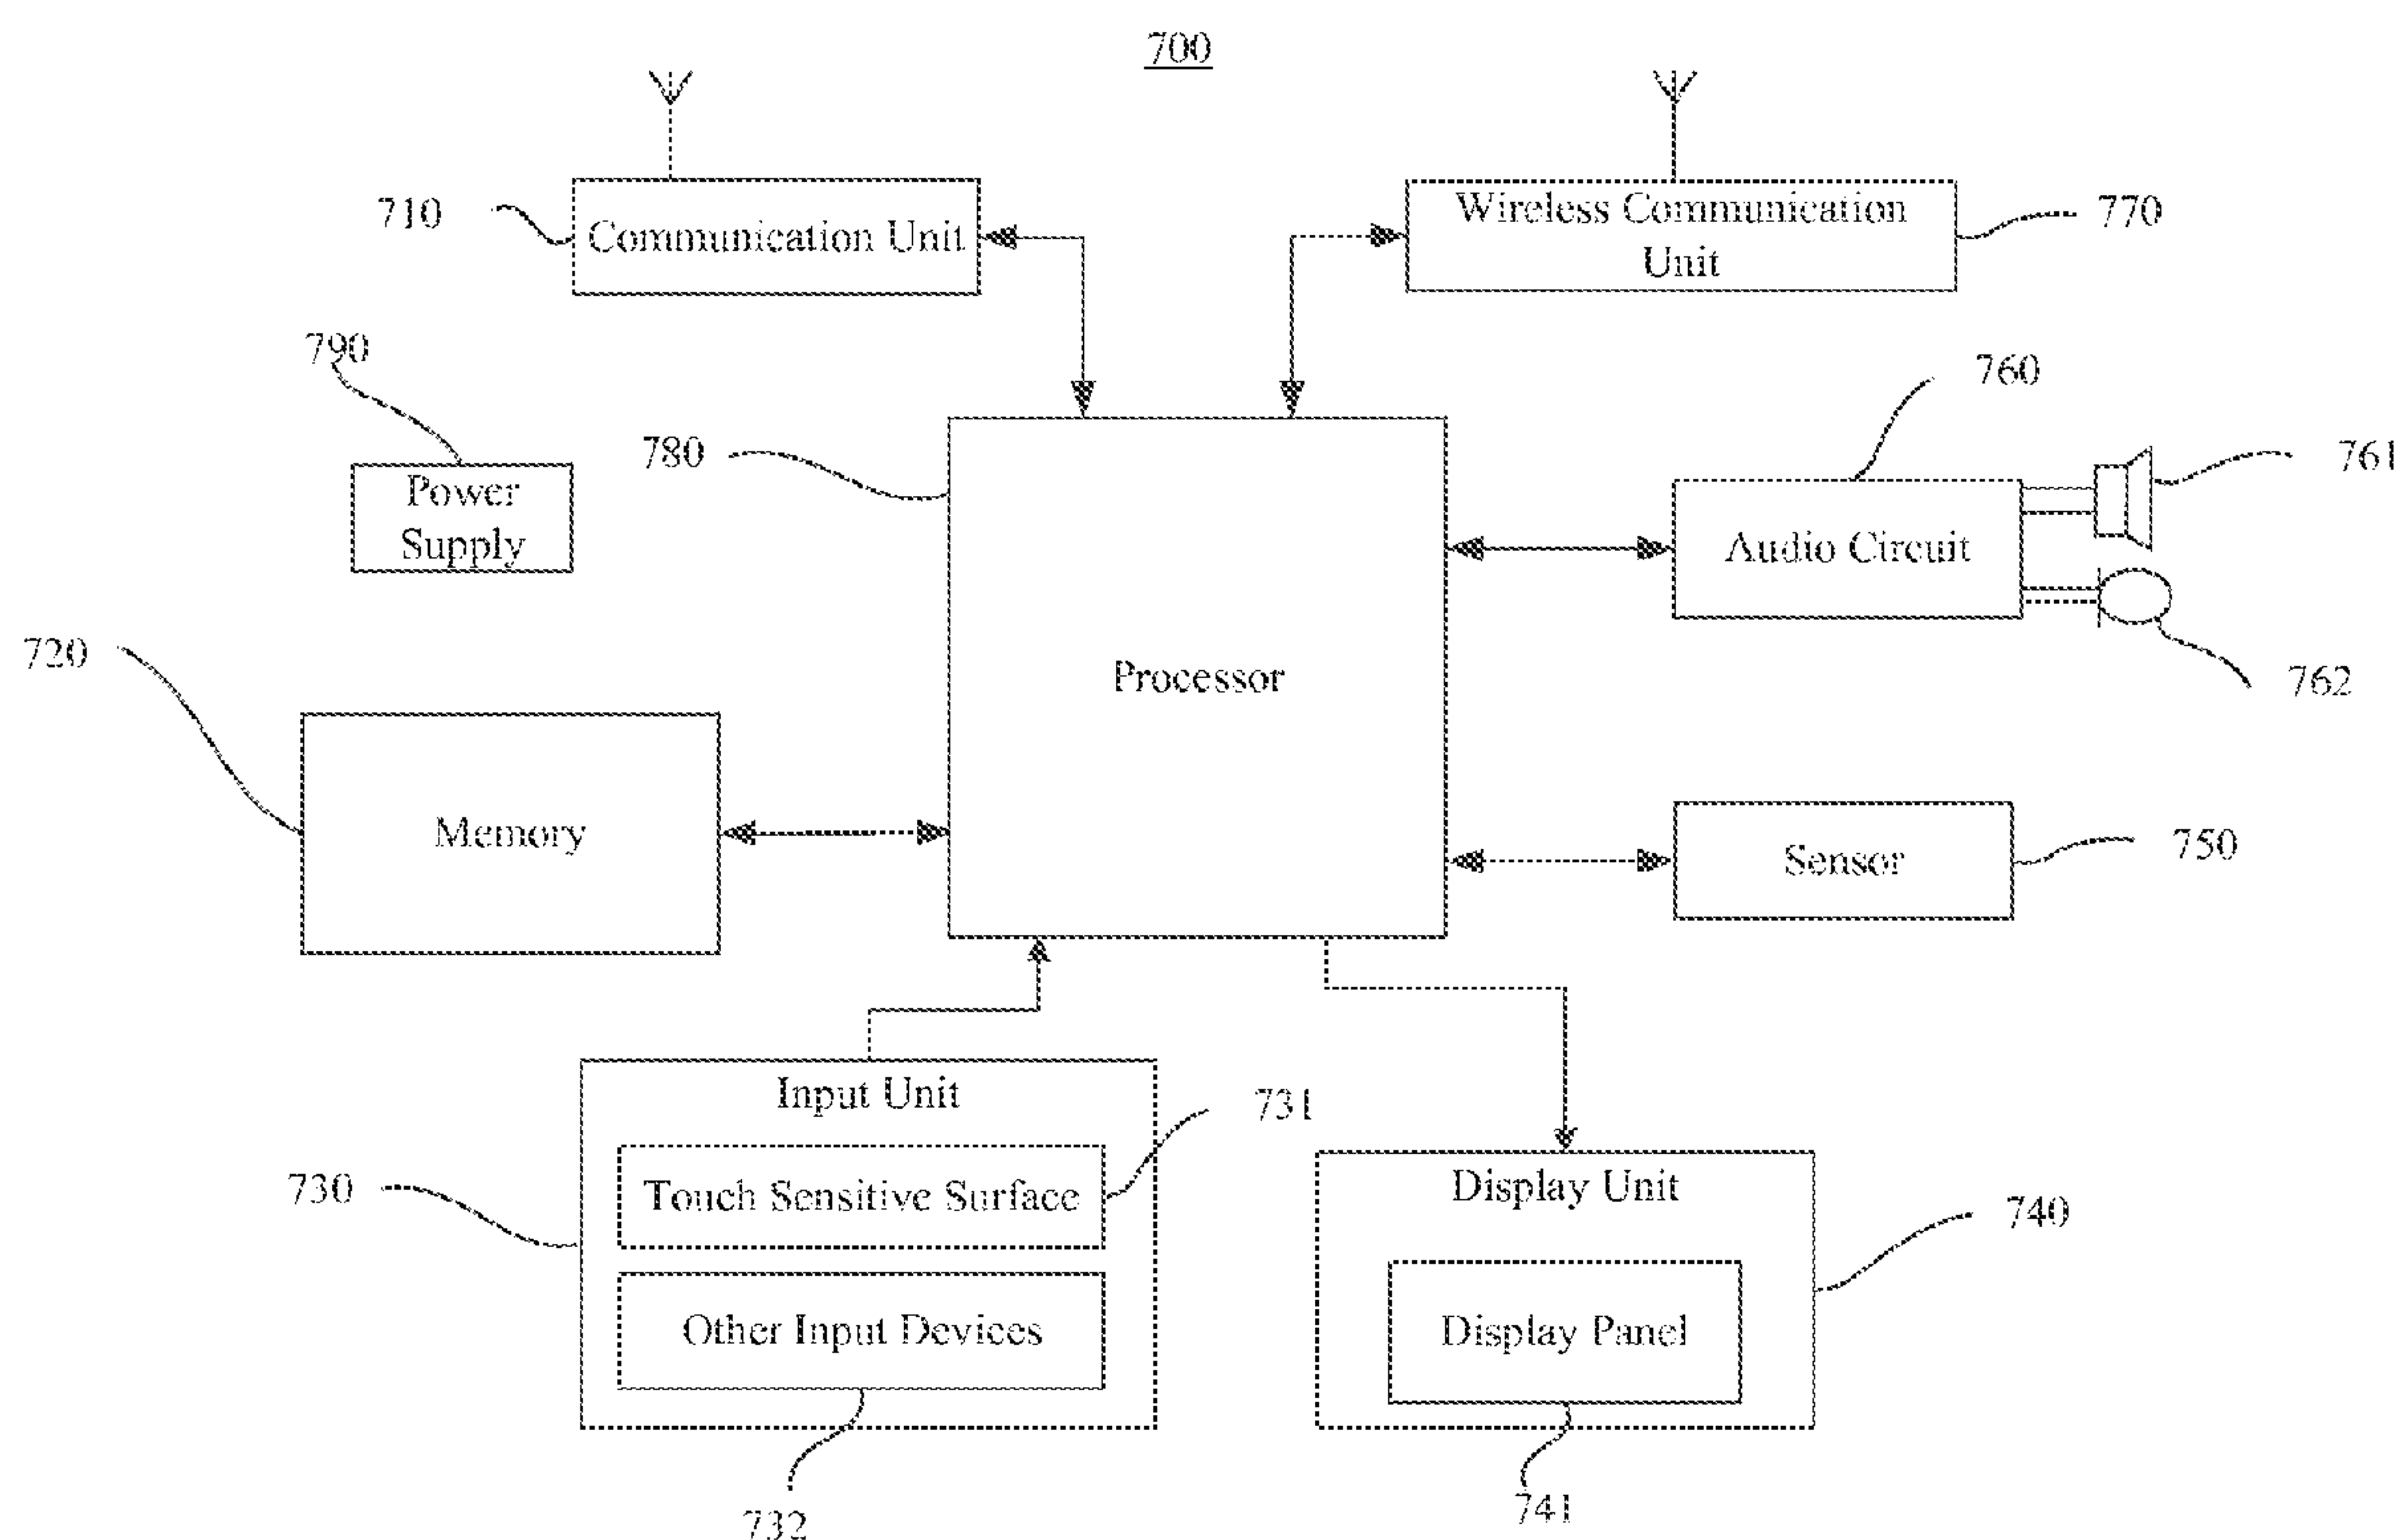 700
710
Communication Unit
Wireless Communication
Unit
770
790
Power
Supply
780
760
761
Audio Circuit
762
720
Memory
Processor
Sensor
750
Input Unit
731
730
Touch Sensitive Surface
Other Input Devices
732
Display Unit
740
Display Panel
741